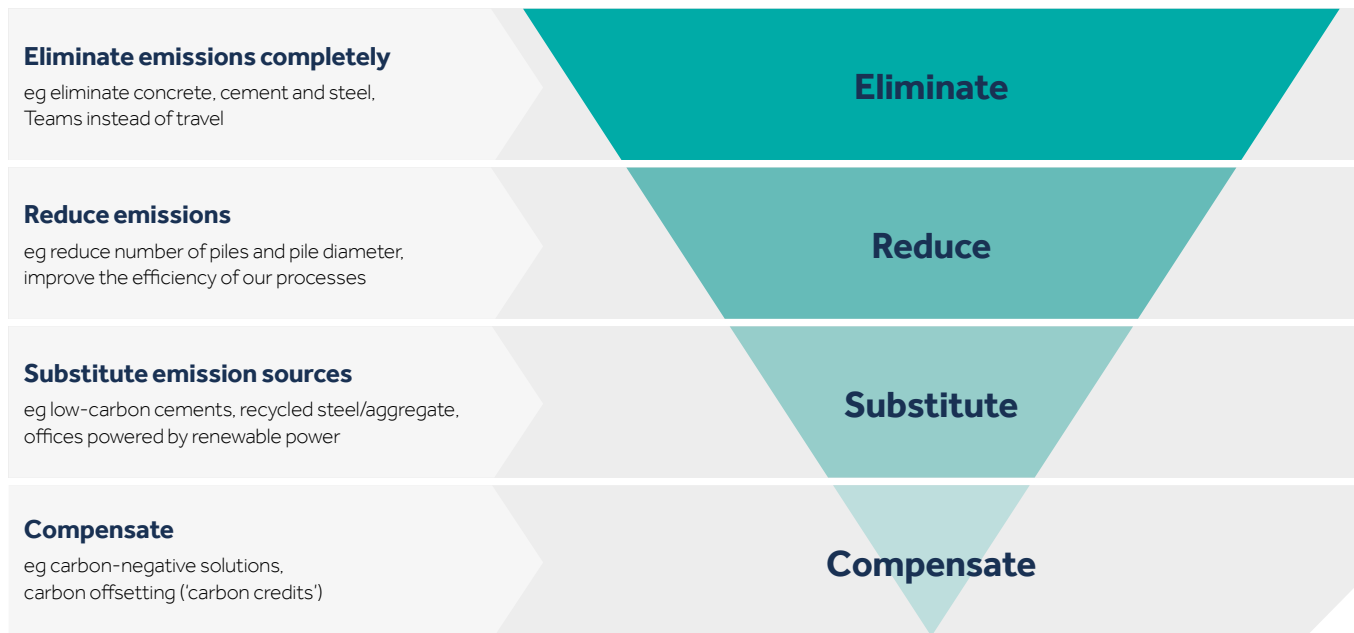 Eliminate emissions completely
eg eliminate concrete, cement and steel,
Teams instead of travel
Eliminate
Reduce emissions
eg reduce number of piles and pile diameter,
improve the efficiency of our processes
Reduce
Substitute emission sources
eg low-carbon cements, recycled steel/aggregate,
offices powered by renewable power
Substitute
Compensate
eg carbon-negative solutions,
carbon offsetting (‘carbon credits’)
Compensate